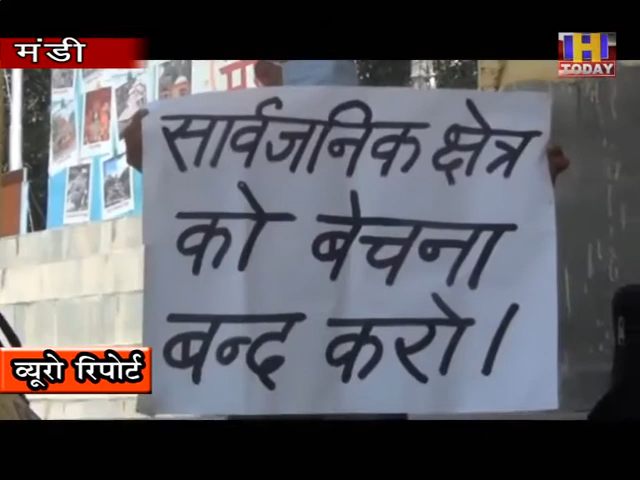 मंडी
H
TODAY
सार्वजनिक क्षेत्र
को बेचना
बन्द करो।
ब्यूरो रिपोर्ट